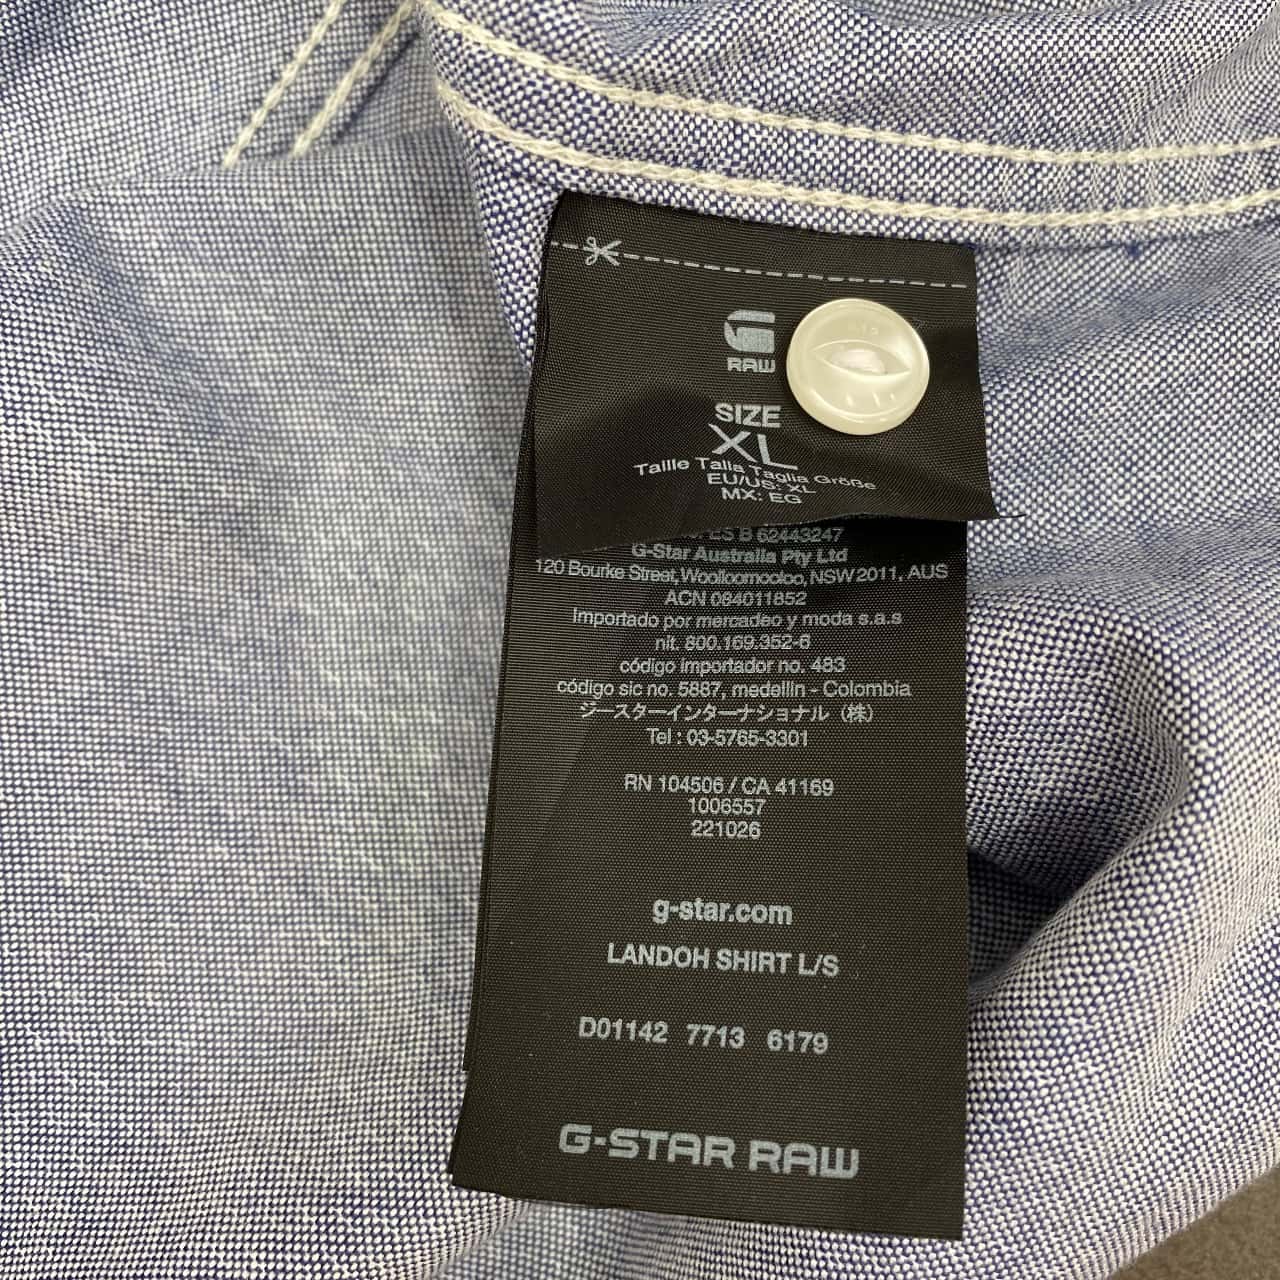 RAW
SIZE
XL
Taille Talla Taglia Größe
EU/US: XL
MX: EG
ES B 62443247
G-Star Australia Pty Ltd
120 Bourke Street, Woolloomooloo, NSW 2011, AUS
ACN 084011852
Importado por mercadeo y moda s.a.s
nit. 800.169.352-6
código importador no. 483
código sic no. 5887, medellin - Colombia
ジースターインターナショナル（株）
Tel : 03-5765-3301
RN 104506 / CA 41169
1006557
221026
g-star.com
LANDOH SHIRT L/S
D01142 7713 6179
G-STAR RAW